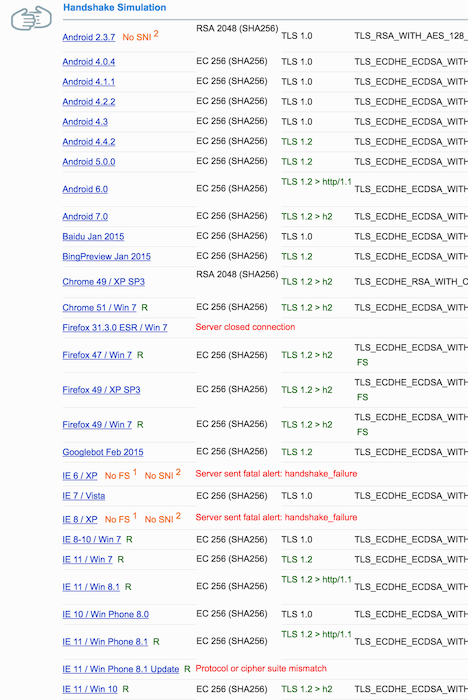 Handshake Simulation
Android 2.3.7 No SNI 2 RSA 2048 (SHA256) TLS 1.0 TLS_RSA_WITH_AES_128_
Android 4.0.4 EC 256 (SHA256) TLS 1.0 TLS_ECDHE_ECDSA_WITH
Android 4.1.1 EC 256 (SHA256) TLS 1.0 TLS_ECDHE_ECDSA_WITH
Android 4.2.2 EC 256 (SHA256) TLS 1.0 TLS_ECDHE_ECDSA_WITH
Android 4.3 EC 256 (SHA256) TLS 1.0 TLS_ECDHE_ECDSA_WITH
Android 4.4.2 EC 256 (SHA256) TLS 1.2 TLS_ECDHE_ECDSA_WITH
Android 5.0.0 EC 256 (SHA256) TLS 1.2 TLS_ECDHE_ECDSA_WITH
Android 6.0 EC 256 (SHA256) TLS 1.2 > http/1.1 TLS_ECDHE_ECDSA_WITH
Android 7.0 EC 256 (SHA256) TLS 1.2 > h2 TLS_ECDHE_ECDSA_WITH
Baidu Jan 2015 EC 256 (SHA256) TLS 1.0 TLS_ECDHE_ECDSA_WITH
BingPreview Jan 2015 EC 256 (SHA256) TLS 1.2 TLS_ECDHE_ECDSA_WITH
Chrome 49 / XP SP3 RSA 2048 (SHA256) TLS 1.2 > h2 TLS_ECDHE_RSA_WITH_C
Chrome 51 / Win 7 R EC 256 (SHA256) TLS 1.2 > h2 TLS_ECDHE_ECDSA_WITH
Firefox 31.3.0 ESR / Win 7 Server closed connection
Firefox 47 / Win 7 R EC 256 (SHA256) TLS 1.2 > h2 TLS_ECDHE_ECDSA_WITH
FS
Firefox 49 / XP SP3 EC 256 (SHA256) TLS 1.2 > h2 TLS_ECDHE_ECDSA_WITH
FS
Firefox 49 / Win 7 R EC 256 (SHA256) TLS 1.2 > h2 TLS_ECDHE_ECDSA_WITH
FS
Googlebot Feb 2015 EC 256 (SHA256) TLS 1.2 TLS_ECDHE_ECDSA_WITH
IE 6 / XP No FS 1 No SNI 2 Server sent fatal alert: handshake_failure
IE 7 / Vista EC 256 (SHA256) TLS 1.0 TLS_ECDHE_ECDSA_WITH
IE 8 / XP No FS 1 No SNI 2 Server sent fatal alert: handshake_failure
IE 8-10 / Win 7 R EC 256 (SHA256) TLS 1.0 TLS_ECDHE_ECDSA_WITH
IE 11 / Win 7 R EC 256 (SHA256) TLS 1.2 TLS_ECDHE_ECDSA_WITH
IE 11 / Win 8.1 R EC 256 (SHA256) TLS 1.2 > http/1.1 TLS_ECDHE_ECDSA_WITH
IE 10 / Win Phone 8.0 EC 256 (SHA256) TLS 1.0 TLS_ECDHE_ECDSA_WITH
IE 11 / Win Phone 8.1 R EC 256 (SHA256) TLS 1.2 > http/1.1 TLS_ECDHE_ECDSA_WITH
IE 11 / Win Phone 8.1 Update R Protocol or cipher suite mismatch
IE 11 / Win 10 R EC 256 (SHA256) TLS 1.2 > h2 TLS_ECDHE_ECDSA_WITH